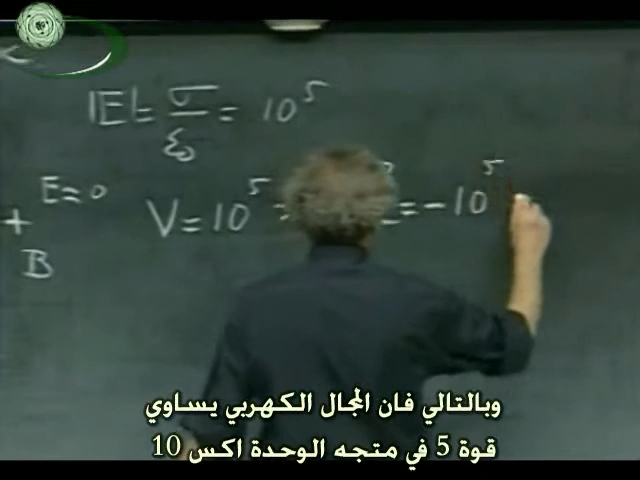 |E| = σ/ε₀ = 10⁵
E ≈ 0
V = 10⁵ = -10⁵
+
B
وبالتالي فان المجال الكهربي يساوي
قوة 5 في متجه الوحدة اكس 10